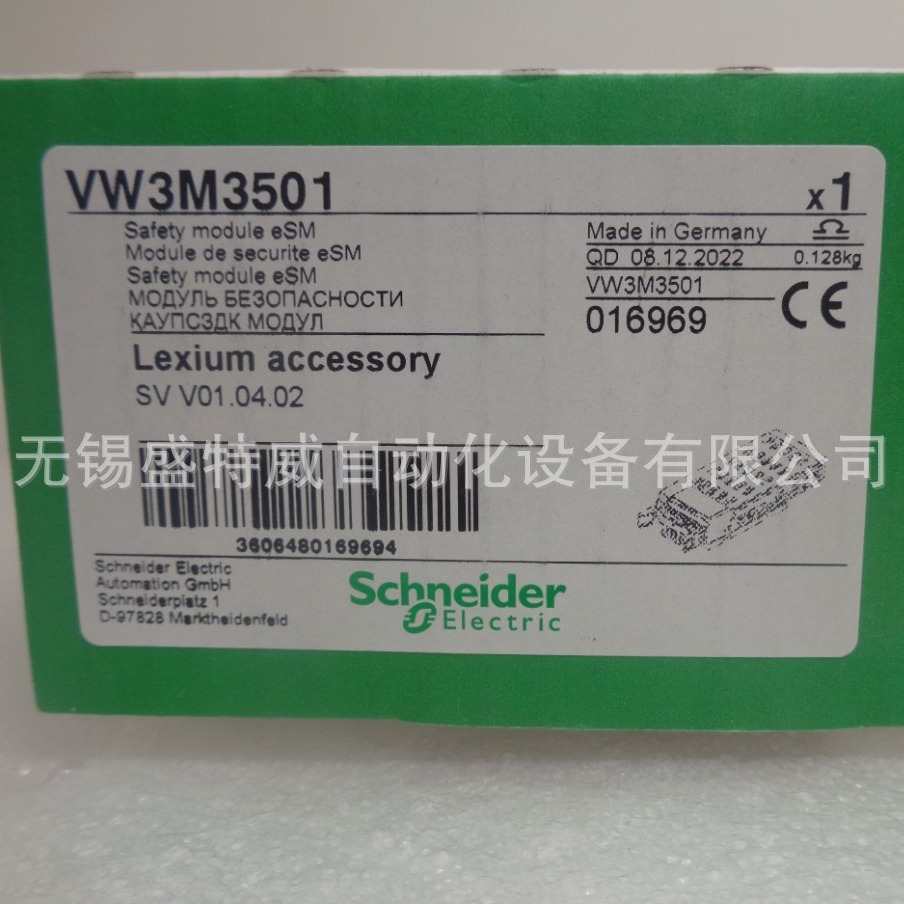 VW3M3501
x1
Safety module eSM
Module de securite eSM
Safety module eSM
МОДУЛЬ БЕЗОПАСНОСТИ
ҚАУПСЗДК МОДУЛ
Made in Germany
QD 08.12.2022
0.128kg
VW3M3501
016969
CE
Lexium accessory
SV V01.04.02
无锡盛特威自动化设备有限公司
3606480169694
Schneider Electric
Automation GmbH
Schneiderplatz 1
D-97828 Marktheidenfeld
Schneider
Electric